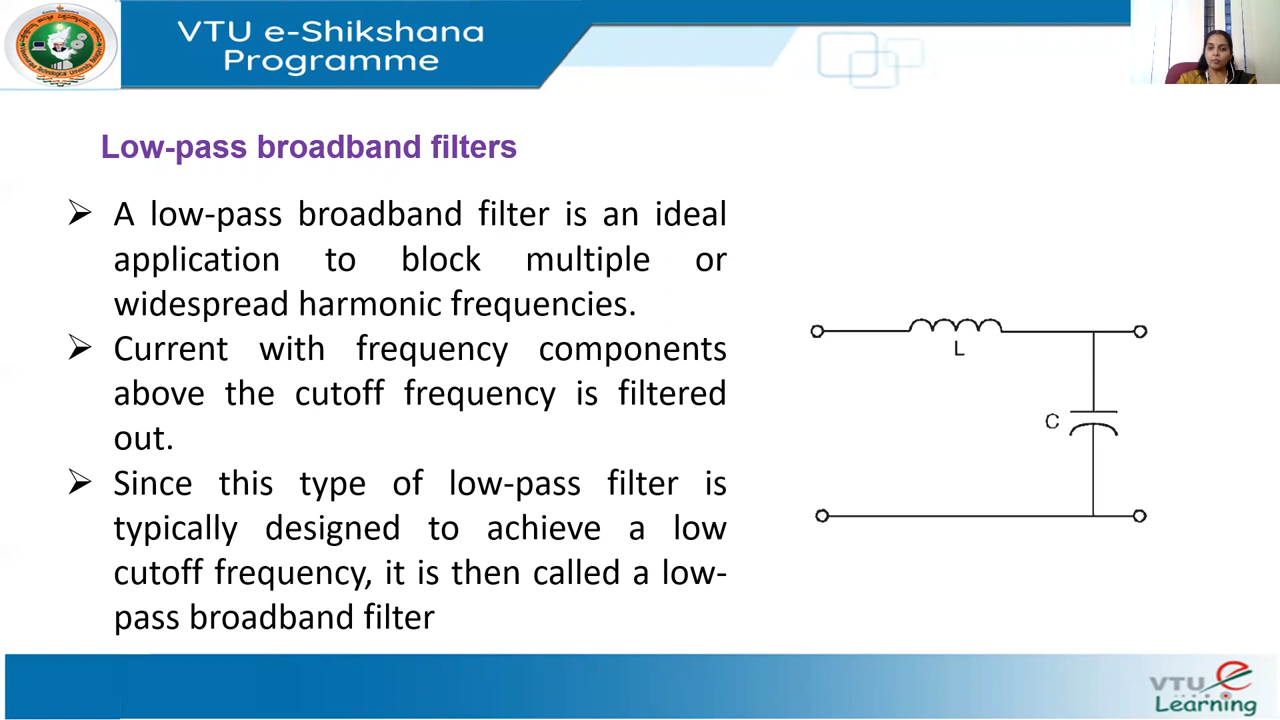 VTU e-Shikshana
Programme
Low-pass broadband filters
➢ A low-pass broadband filter is an ideal
application to block multiple or
widespread harmonic frequencies.
➢ Current with frequency components
above the cutoff frequency is filtered
out.
➢ Since this type of low-pass filter is
typically designed to achieve a low
cutoff frequency, it is then called a low-
pass broadband filter
L
C
VTU e
Learning